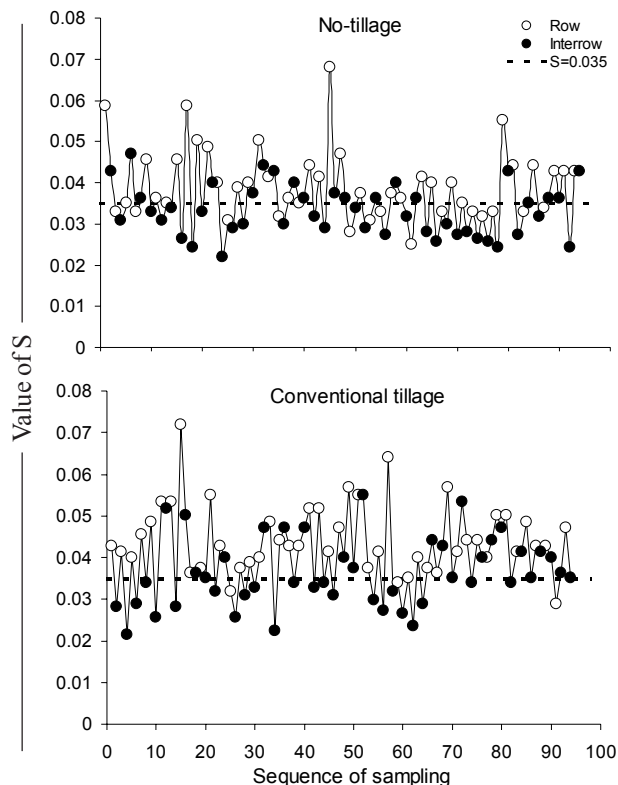 No-tillage
Row
Interrow
S=0.035
0.08
0.07
0.06
0.05
0.04
0.03
0.02
0.01
0
Value of S
Conventional tillage
0.08
0.07
0.06
0.05
0.04
0.03
0.02
0.01
0
0 10 20 30 40 50 60 70 80 90 100
Sequence of sampling